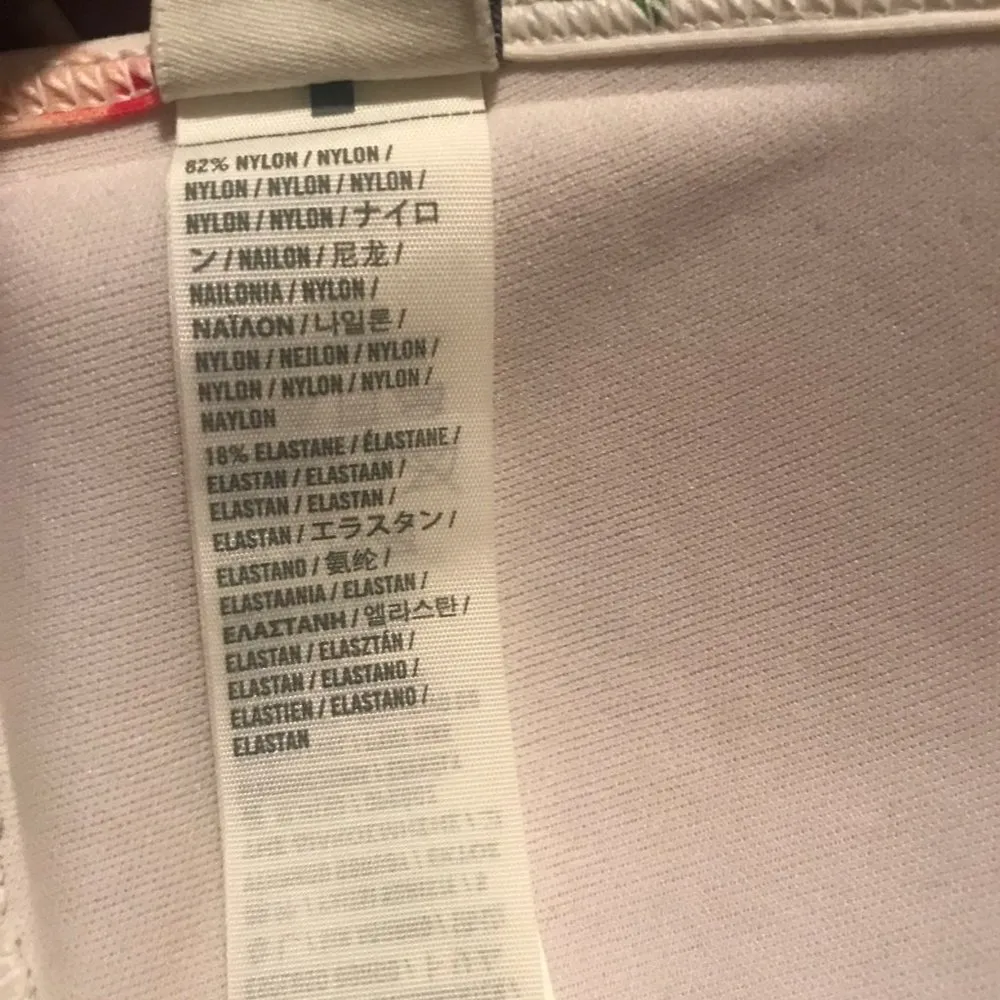 82% NYLON / NYLON /
NYLON / NYLON / NYLON /
NYLON / NYLON / ナイロ
ン / NAILON / 尼龙 /
NAILONIA / NYLON /
ΝΑΪΛΟΝ / 나일론 /
NYLON / NEJLON / NYLON /
NYLON / NYLON / NYLON /
NAYLON
18% ELASTANE / ÉLASTANE /
ELASTAN / ELASTAAN /
ELASTAN / ELASTAN /
ELASTAN / エラスタン /
ELASTANO / 氨纶 /
ELASTAANIA / ELASTAN /
ΕΛΑΣΤΑΝΗ / 엘라스탄 /
ELASTAN / ELASZTÁN /
ELASTAN / ELASTANO /
ELASTIEN / ELASTANO /
ELASTAN